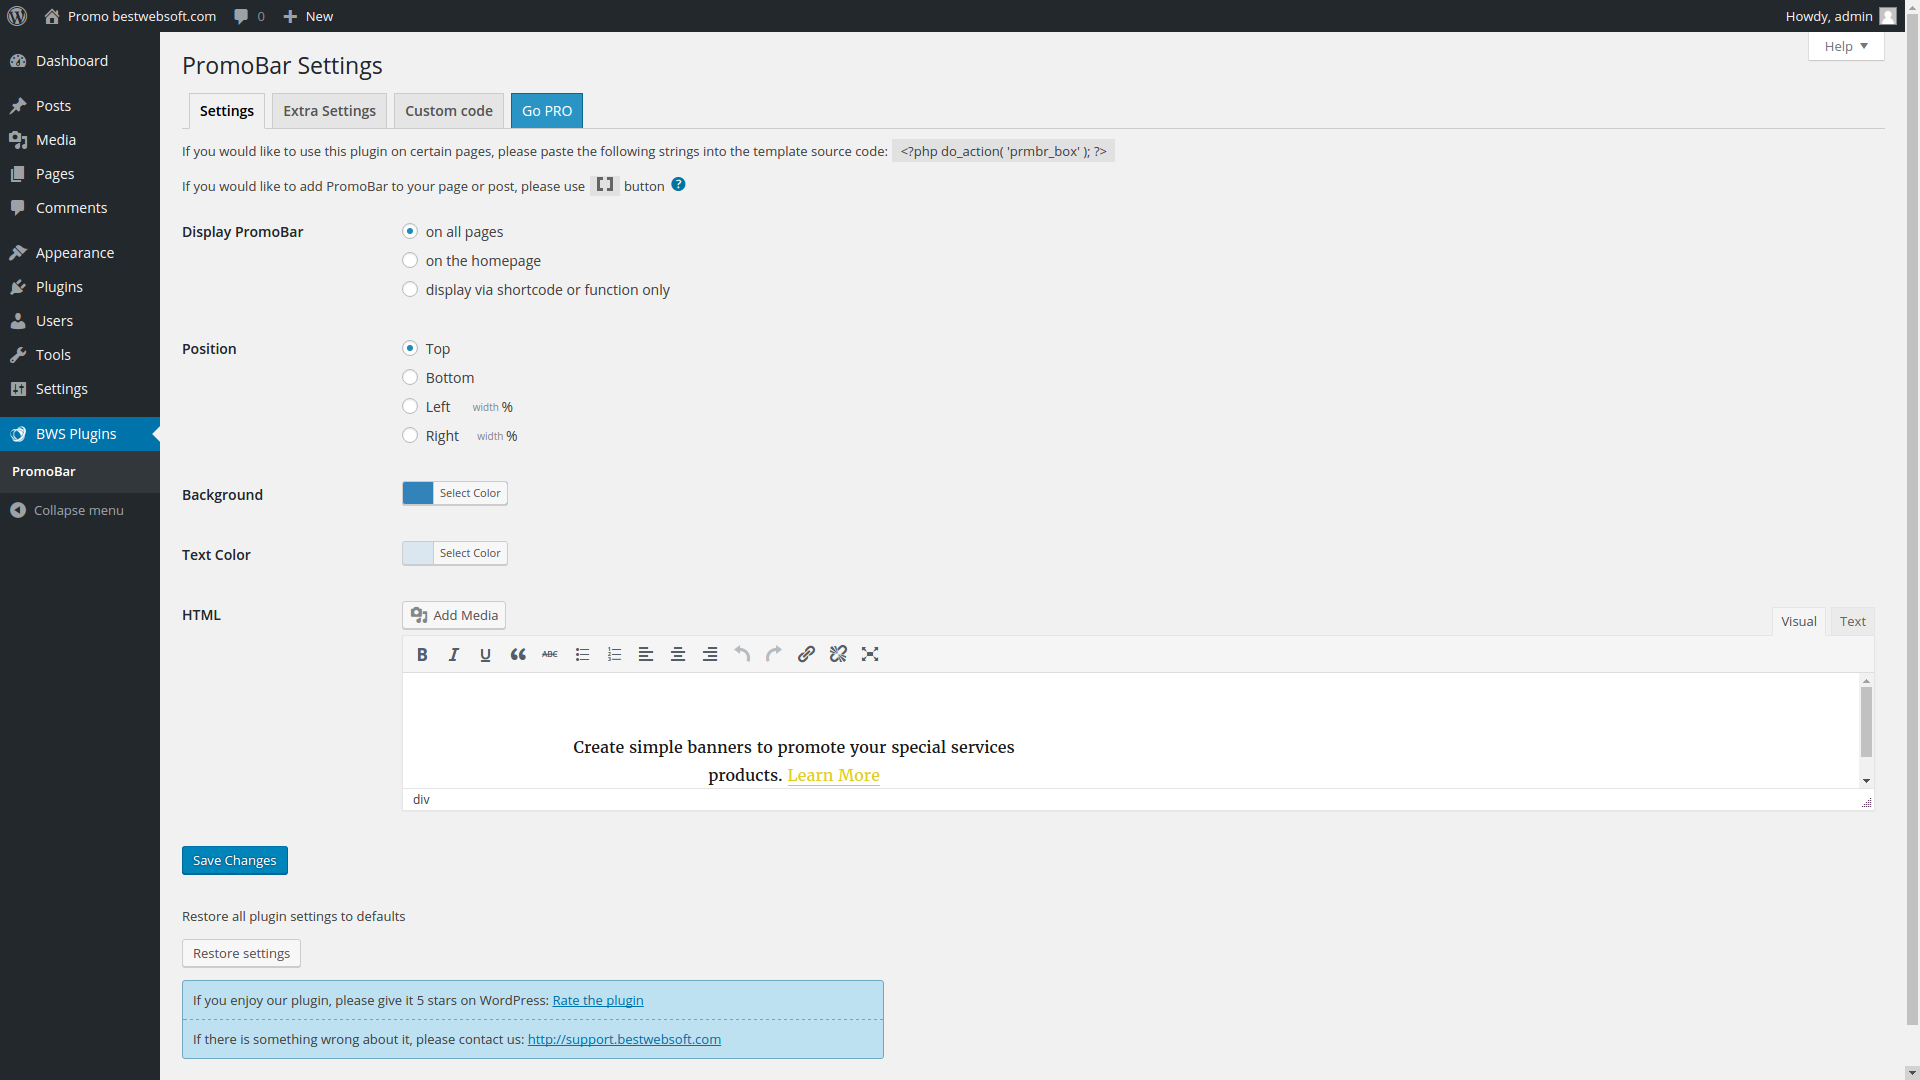 Promo bestwebsoft.com 0 New Howdy, admin
Help
Dashboard
Posts
Media
Pages
Comments
Appearance
Plugins
Users
Tools
Settings
BWS Plugins
PromoBar
Collapse menu
PromoBar Settings
Settings Extra Settings Custom code Go PRO
If you would like to use this plugin on certain pages, please paste the following strings into the template source code: <?php do_action( 'prmbr_box' ); ?>
If you would like to add PromoBar to your page or post, please use [] button ?
Display PromoBar
on all pages
on the homepage
display via shortcode or function only
Position
Top
Bottom
Left width %
Right width %
Background Select Color
Text Color Select Color
HTML Add Media
Visual Text
B I U ABC
Create simple banners to promote your special services
products. Learn More
div
Save Changes
Restore all plugin settings to defaults
Restore settings
If you enjoy our plugin, please give it 5 stars on WordPress: Rate the plugin
If there is something wrong about it, please contact us: http://support.bestwebsoft.com